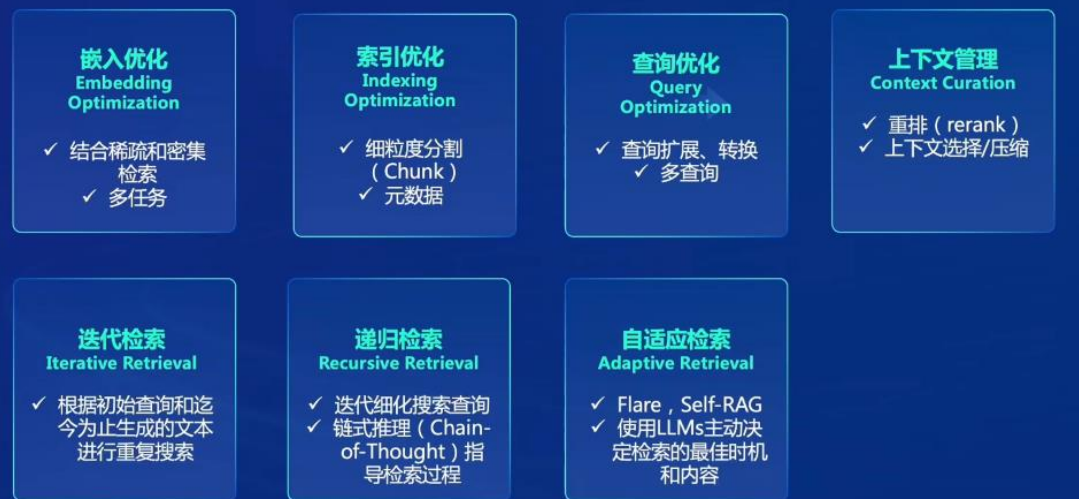 嵌入优化
Embedding
Optimization
✓ 结合稀疏和密集
检索
✓ 多任务
索引优化
Indexing
Optimization
✓ 细粒度分割
（Chunk）
✓ 元数据
查询优化
Query
Optimization
✓ 查询扩展、转换
✓ 多查询
上下文管理
Context Curation
✓ 重排（rerank）
✓ 上下文选择/压缩
迭代检索
Iterative Retrieval
✓ 根据初始查询和迄
今为止生成的文本
进行重复搜索
递归检索
Recursive Retrieval
✓ 迭代细化搜索查询
✓ 链式推理（Chain-
of-Thought）指
导检索过程
自适应检索
Adaptive Retrieval
✓ Flare，Self-RAG
✓ 使用LLMs主动决
定检索的最佳时机
和内容